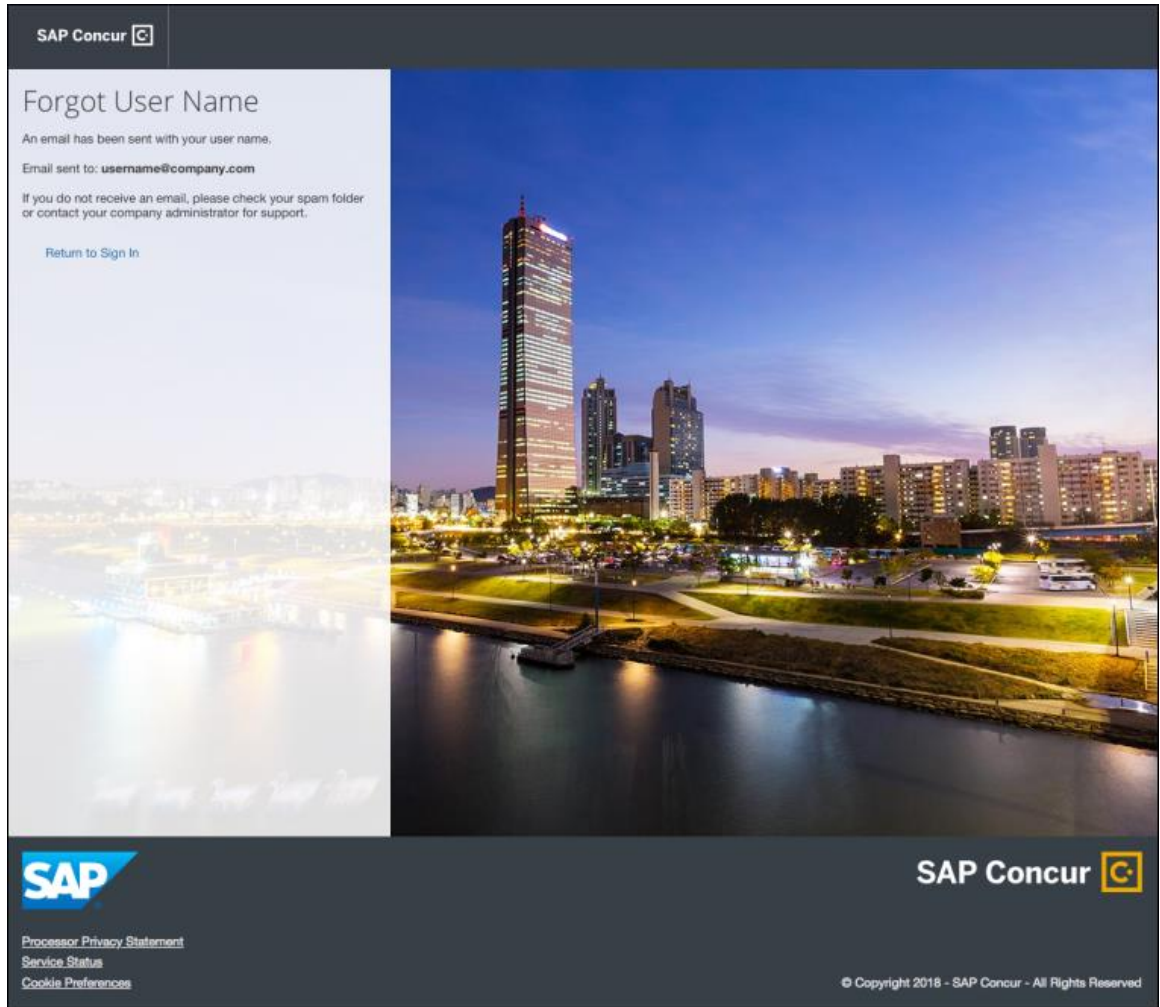 SAP Concur
Forgot User Name
An email has been sent with your user name.
Email sent to: username@company.com
If you do not receive an email, please check your spam folder
or contact your company administrator for support.
Return to Sign In
SAP
SAP Concur
Processor Privacy Statement
Service Status
Cookie Preferences
© Copyright 2018 - SAP Concur - All Rights Reserved